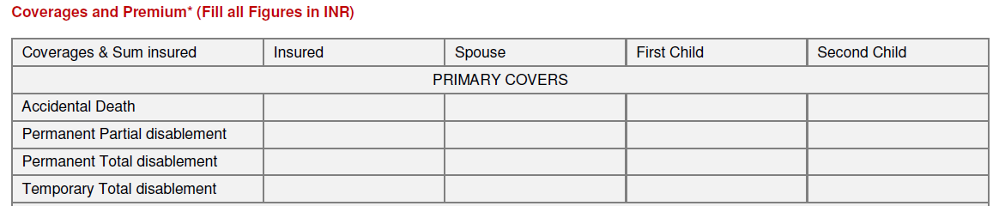 Coverages and Premium* (Fill all Figures in INR)
Coverages & Sum insured Insured Spouse First Child Second Child
PRIMARY COVERS
Accidental Death
Permanent Partial disablement
Permanent Total disablement
Temporary Total disablement